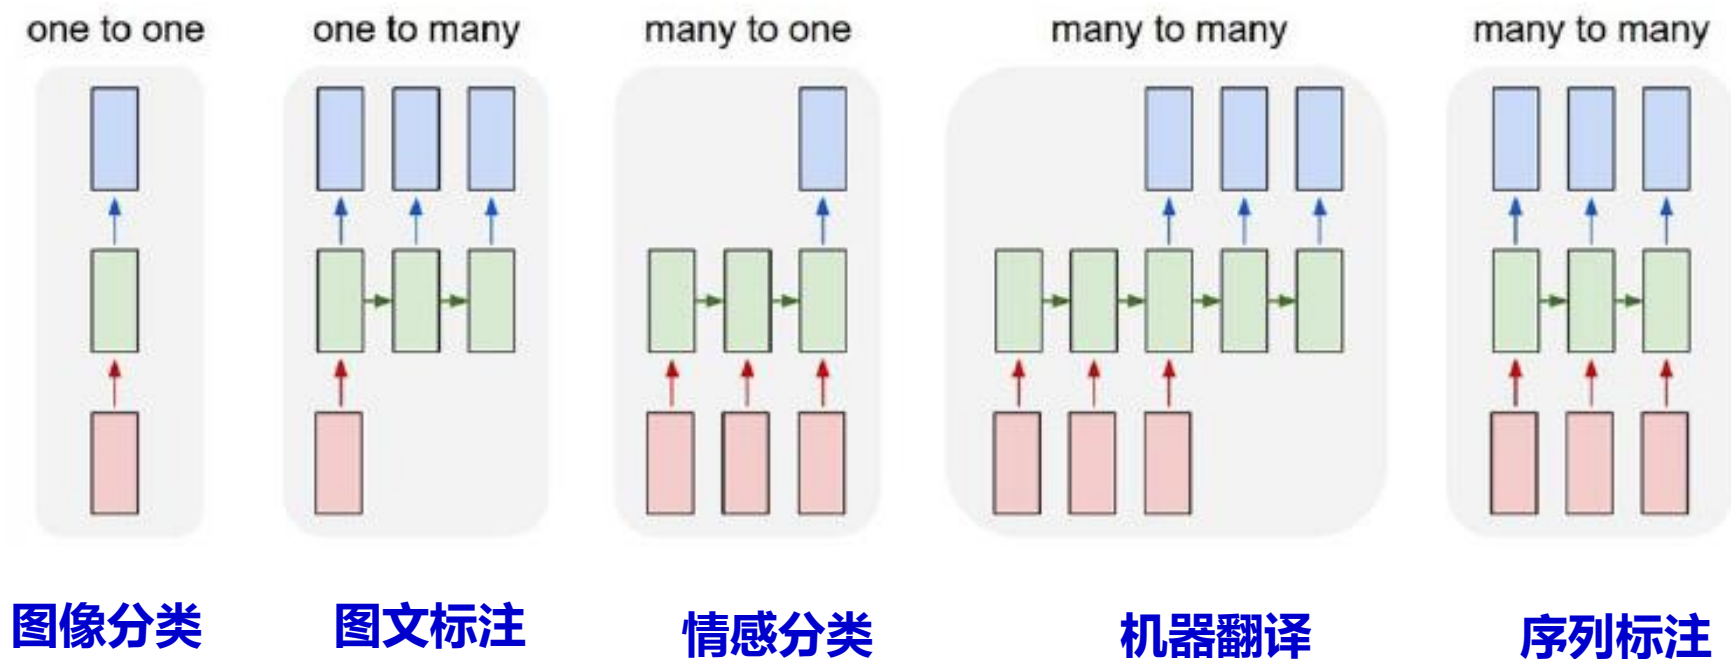 one to one
one to many
many to one
many to many
many to many
图像分类
图文标注
情感分类
机器翻译
序列标注